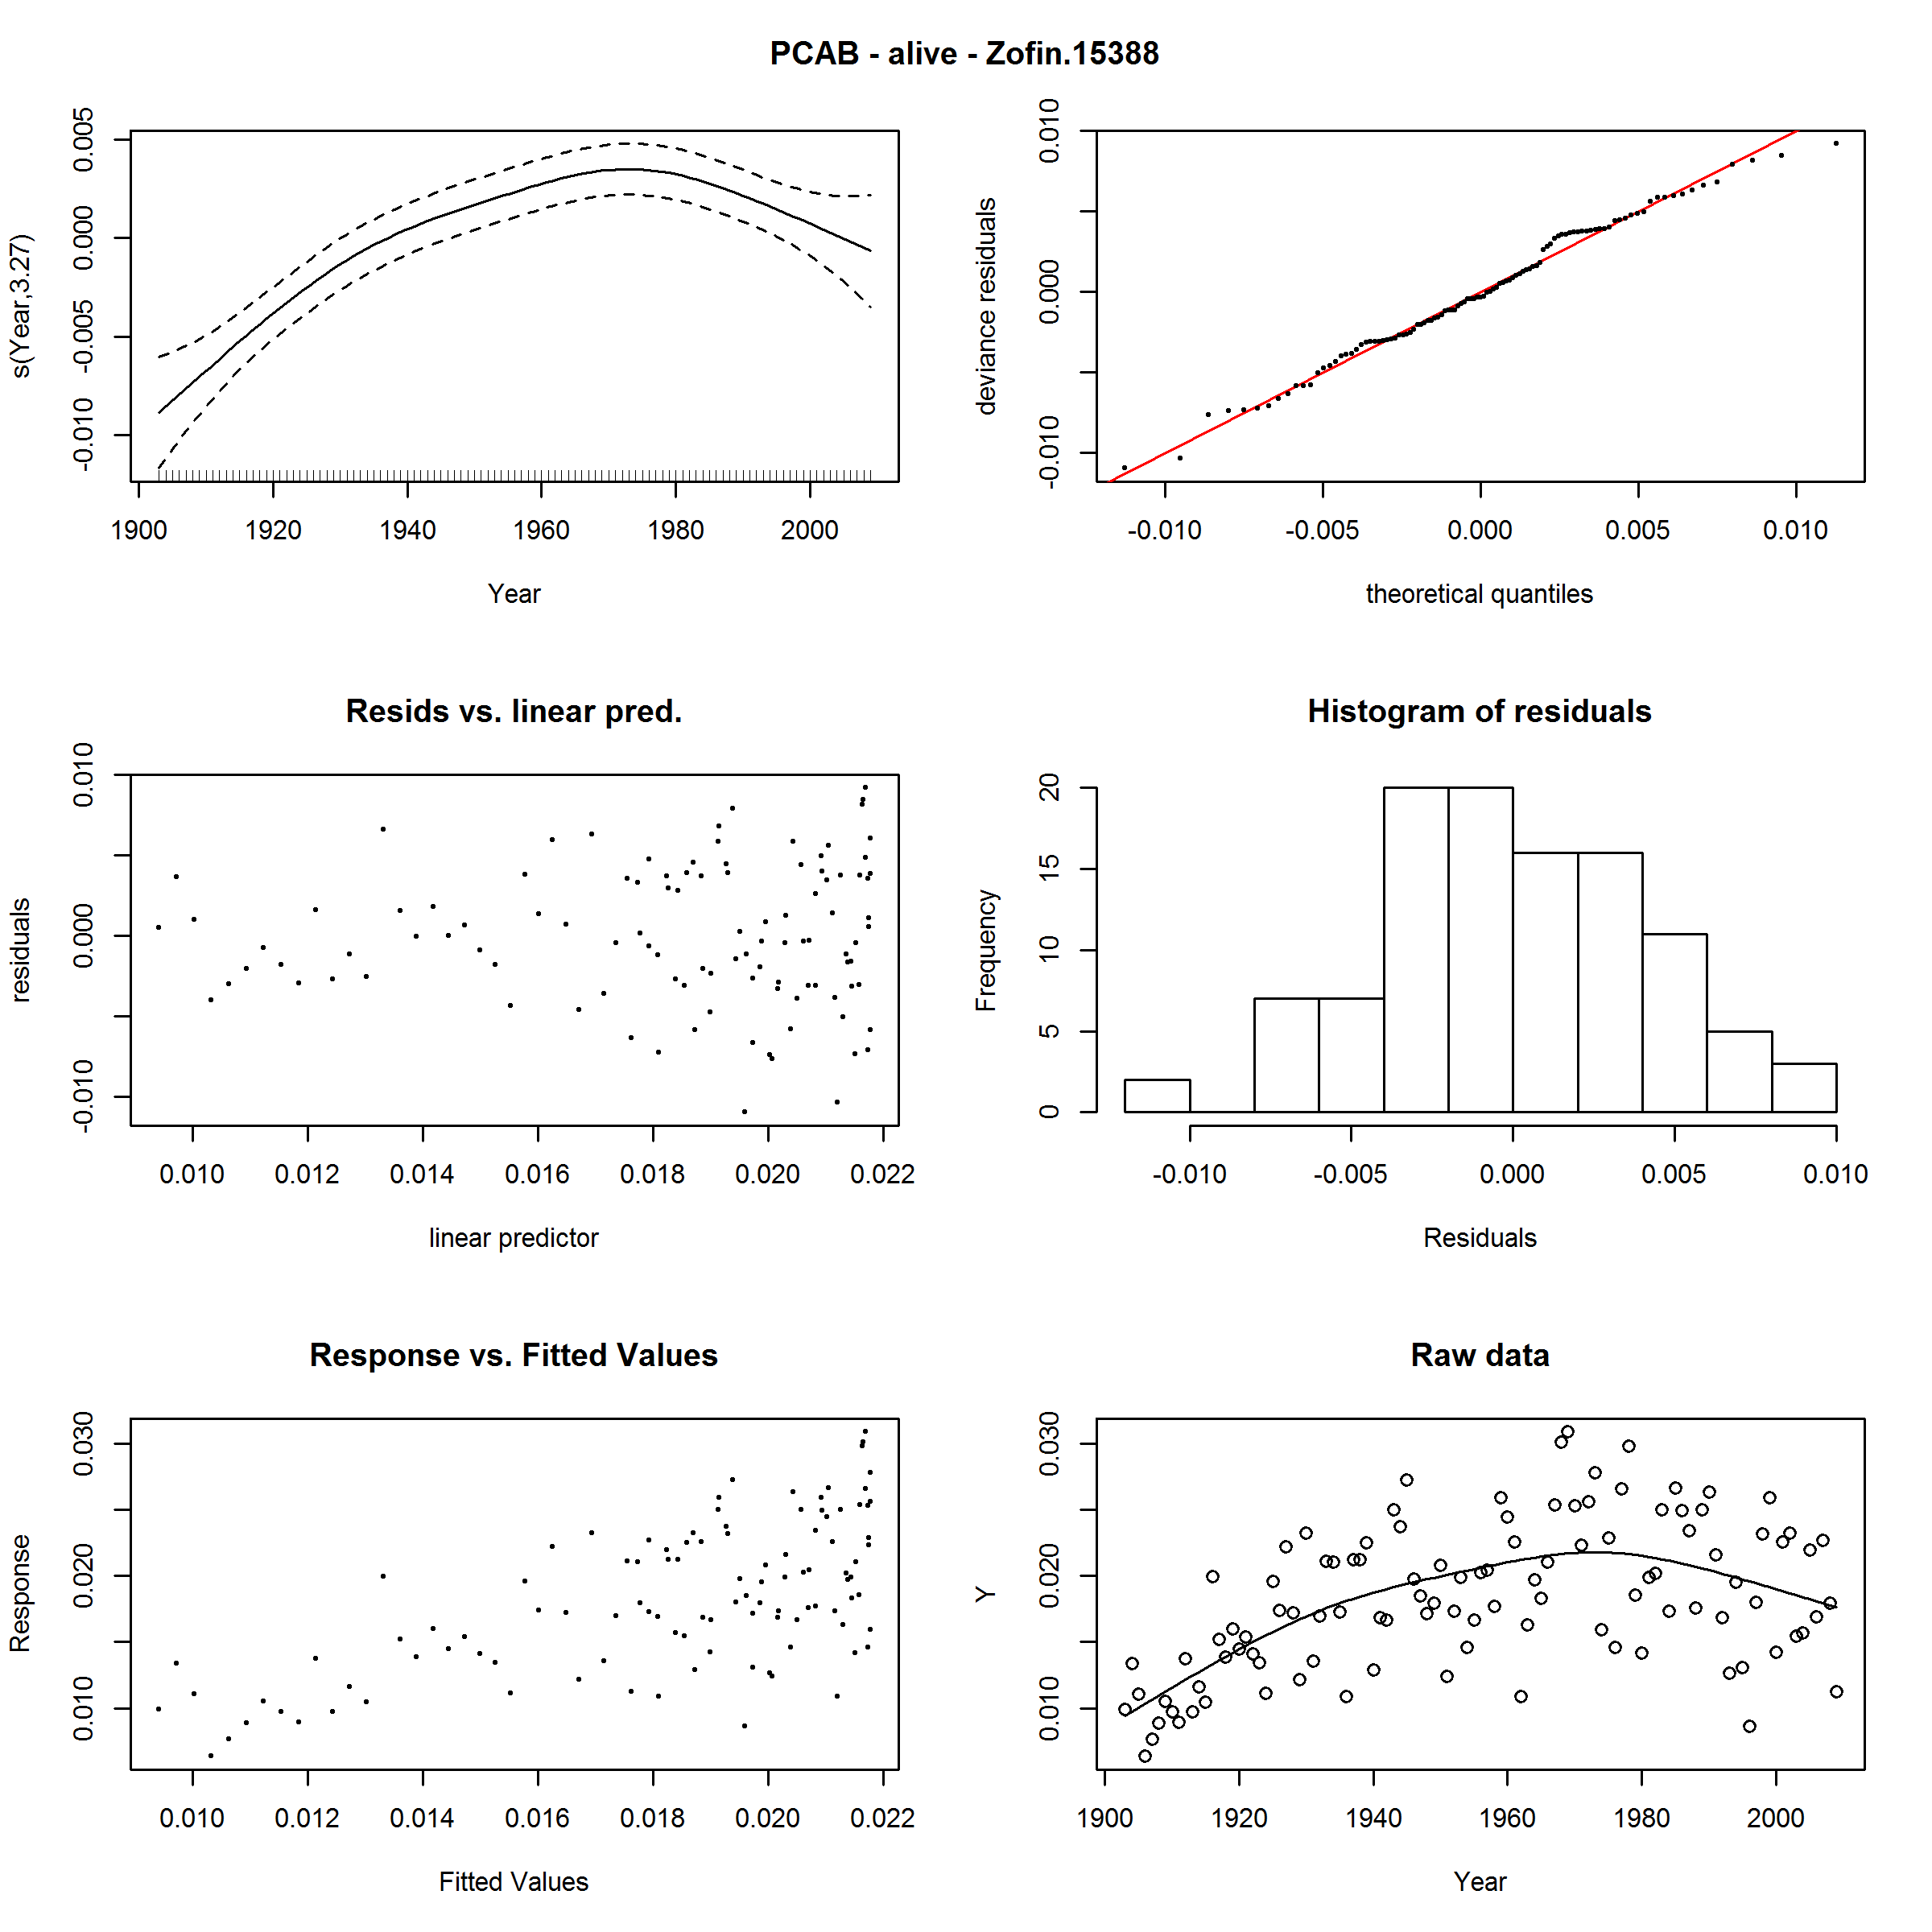 PCAB - alive - Zofin.15388
s(Year,3.27)
0.005
0.000
-0.005
-0.010
1900 1920 1940 1960 1980 2000
Year
deviance residuals
0.010
0.000
-0.010
-0.010 -0.005 0.000 0.005 0.010
theoretical quantiles
Resids vs. linear pred.
residuals
0.010
0.000
-0.010
0.010 0.012 0.014 0.016 0.018 0.020 0.022
linear predictor
Histogram of residuals
Frequency
20
15
10
5
0
-0.010 -0.005 0.000 0.005 0.010
Residuals
Response vs. Fitted Values
Response
0.030
0.020
0.010
0.010 0.012 0.014 0.016 0.018 0.020 0.022
Fitted Values
Raw data
Y
0.030
0.020
0.010
1900 1920 1940 1960 1980 2000
Year